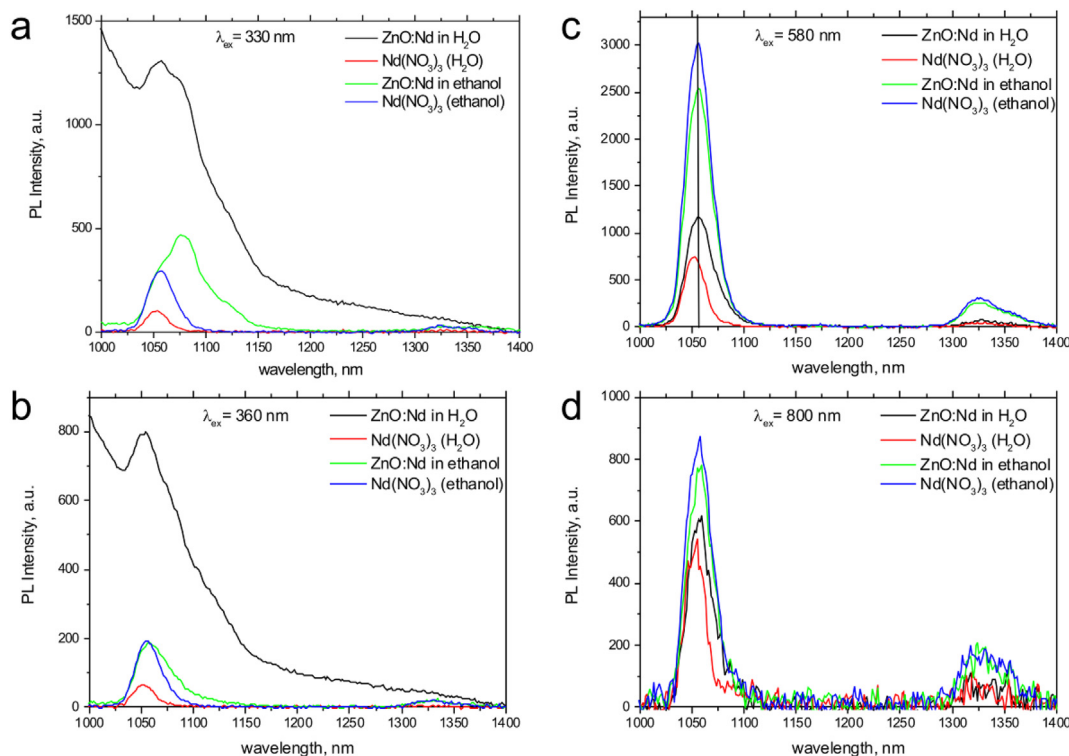 a
λex= 330 nm
ZnO:Nd in H2O
Nd(NO3)3 (H2O)
ZnO:Nd in ethanol
Nd(NO3)3 (ethanol)
PL Intensity, a.u.
1500
1000
500
0
1000 1050 1100 1150 1200 1250 1300 1350 1400
wavelength, nm
c
λex= 580 nm
ZnO:Nd in H2O
Nd(NO3)3 (H2O)
ZnO:Nd in ethanol
Nd(NO3)3 (ethanol)
PL Intensity, a.u.
3000
2500
2000
1500
1000
500
0
1000 1050 1100 1150 1200 1250 1300 1350 1400
wavelength, nm
b
λex= 360 nm
ZnO:Nd in H2O
Nd(NO3)3 (H2O)
ZnO:Nd in ethanol
Nd(NO3)3 (ethanol)
PL Intensity, a.u.
800
600
400
200
0
1000 1050 1100 1150 1200 1250 1300 1350 1400
wavelength, nm
d
λex= 800 nm
ZnO:Nd in H2O
Nd(NO3)3 (H2O)
ZnO:Nd in ethanol
Nd(NO3)3 (ethanol)
PL Intensity, a.u.
1000
800
600
400
200
0
1000 1050 1100 1150 1200 1250 1300 1350 1400
wavelength, nm